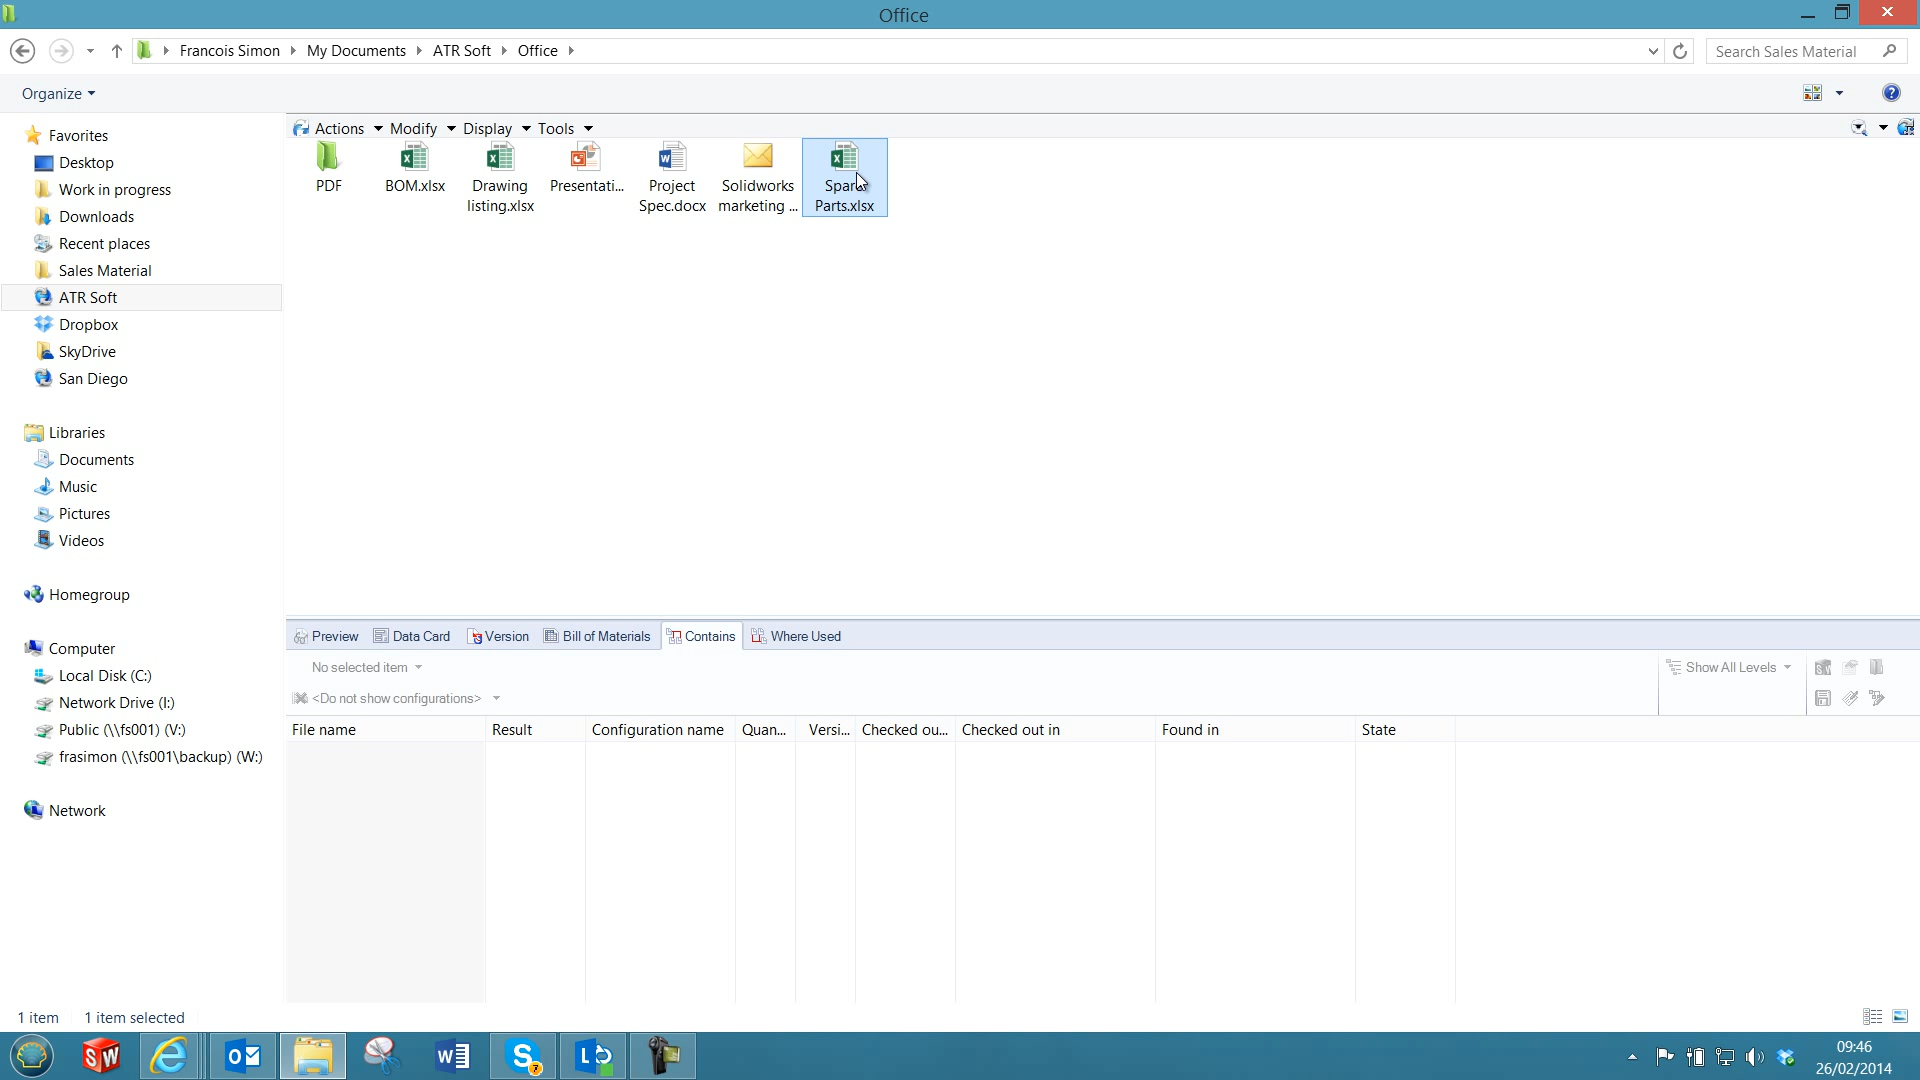 Office
Francois Simon
My Documents
ATR Soft
Office
Search Sales Material
Organize
Favorites
Desktop
Work in progress
Downloads
Recent places
Sales Material
ATR Soft
Dropbox
SkyDrive
San Diego
Libraries
Documents
Music
Pictures
Videos
Homegroup
Computer
Local Disk (C:)
Network Drive (I:)
Public (\\fs001) (V:)
frasimon (\\fs001\backup) (W:)
Network
Actions
Modify
Display
Tools
PDF
BOM.xlsx
Drawing
listing.xlsx
Presentati...
Project
Spec.docx
Solidworks
marketing ...
Spare
Parts.xlsx
Preview
Data Card
Version
Bill of Materials
Contains
Where Used
No selected item
Show All Levels
<Do not show configurations>
File name
Result
Configuration name
Quan...
Versi...
Checked ou...
Checked out in
Found in
State
1 item
1 item selected
SW
7
09:46
26/02/2014